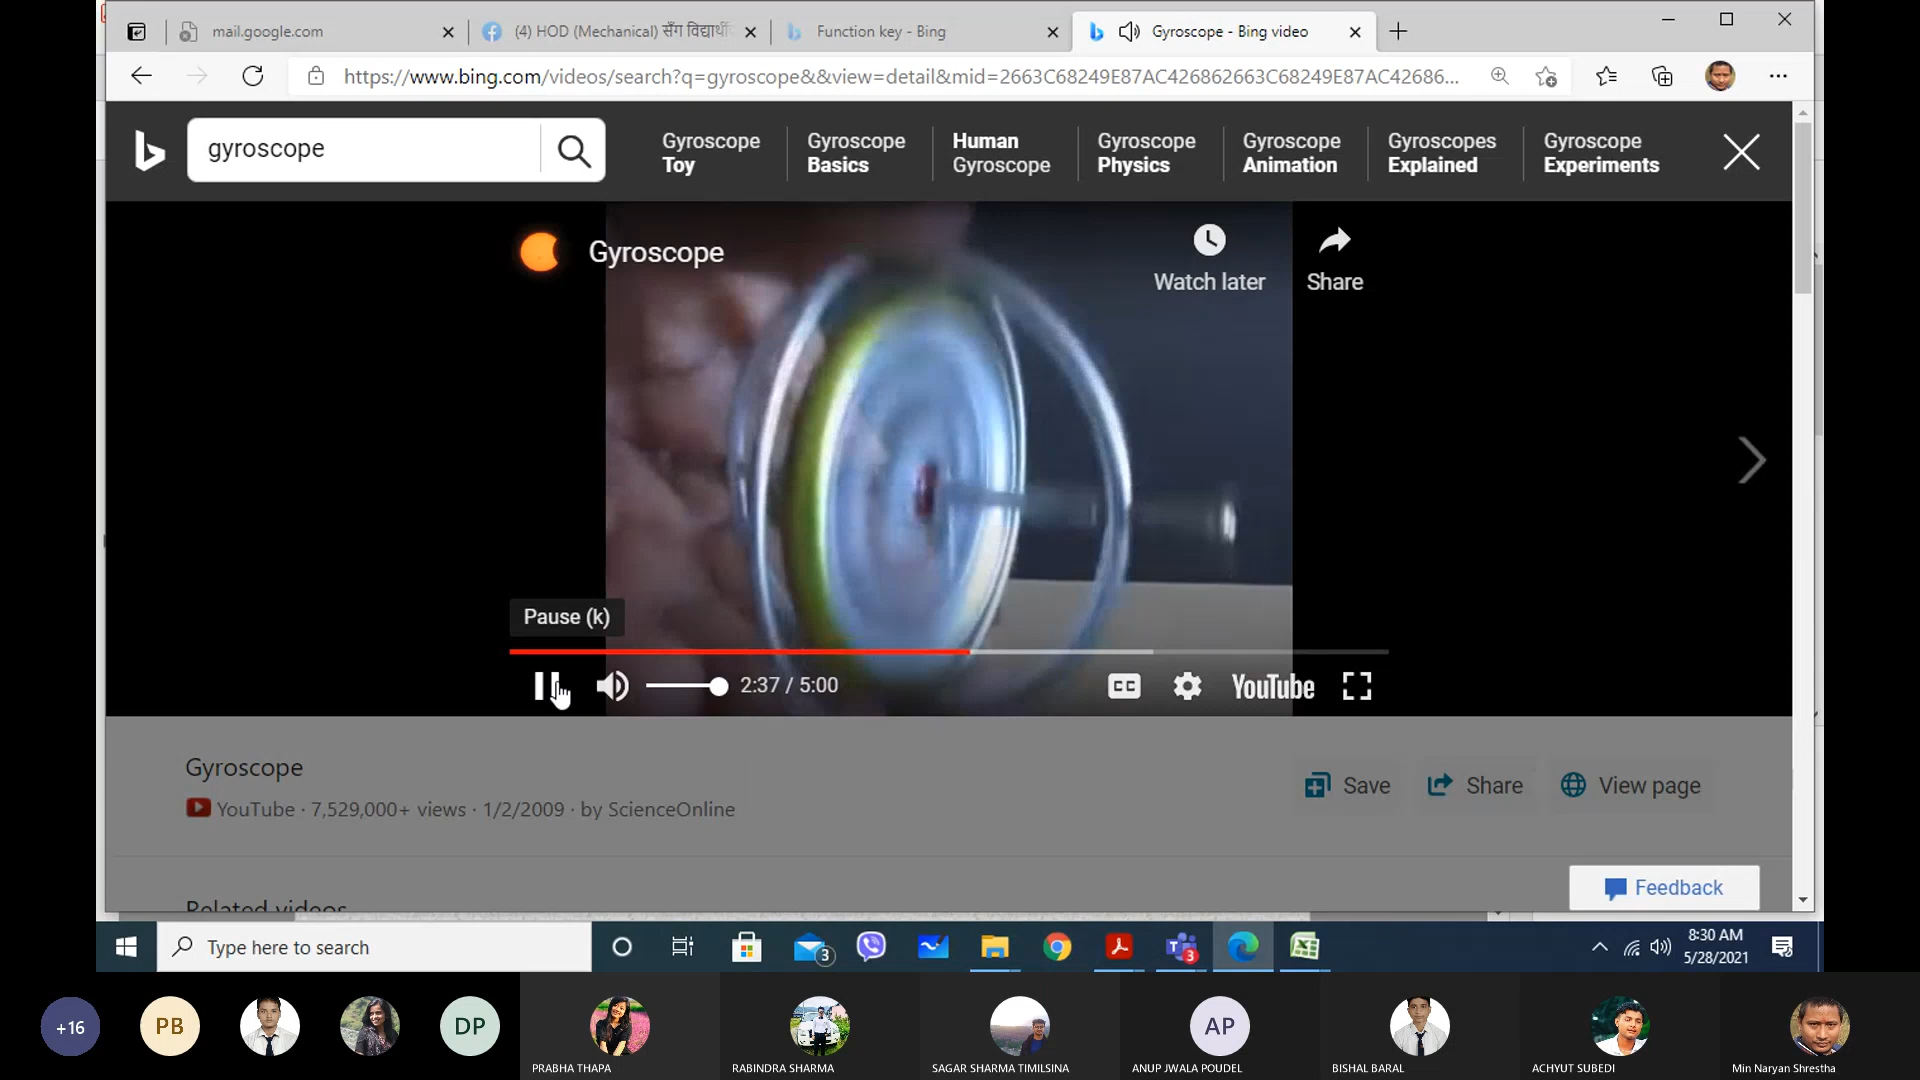 mail.google.com
(4) HOD (Mechanical) सँग विद्यार्थी
Function key - Bing
Gyroscope - Bing video
https://www.bing.com/videos/search?q=gyroscope&&view=detail&mid=2663C68249E87AC426862663C68249E87AC42686...
gyroscope
Gyroscope Toy
Gyroscope Basics
Human Gyroscope
Gyroscope Physics
Gyroscope Animation
Gyroscopes Explained
Gyroscope Experiments
Gyroscope
Watch later
Share
Pause (k)
2:37 / 5:00
CC
YouTube
Gyroscope
YouTube · 7,529,000+ views · 1/2/2009 · by ScienceOnline
Save
Share
View page
Related videos
Feedback
Type here to search
3
3
8:30 AM
5/28/2021
+16
PB
DP
AP
PRABHA THAPA
RABINDRA SHARMA
SAGAR SHARMA TIMILSINA
ANUP JWALA POUDEL
BISHAL BARAL
ACHYUT SUBEDI
Min Naryan Shrestha